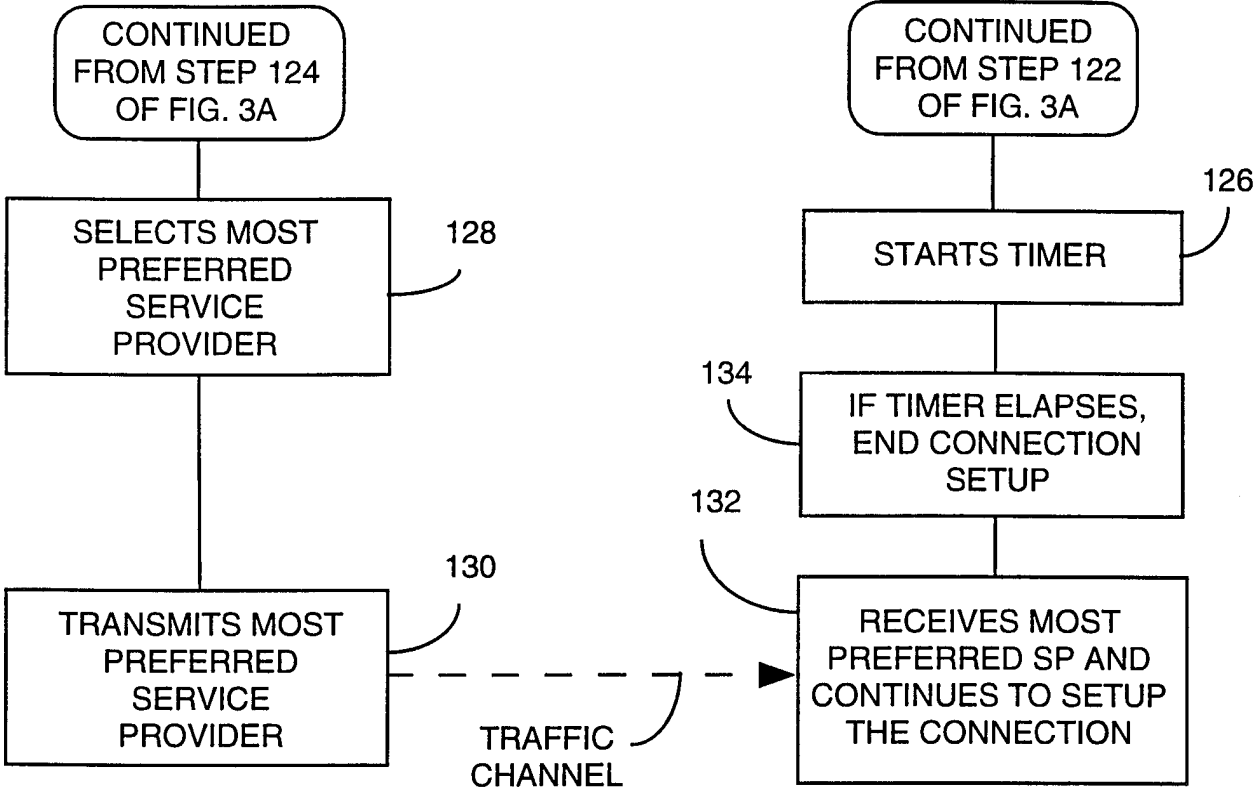 CONTINUED
FROM STEP 124
OF FIG. 3A
SELECTS MOST
PREFERRED
SERVICE
PROVIDER
128
TRANSMITS MOST
PREFERRED
SERVICE
PROVIDER
130
TRAFFIC
CHANNEL
CONTINUED
FROM STEP 122
OF FIG. 3A
126
STARTS TIMER
134
IF TIMER ELAPSES,
END CONNECTION
SETUP
132
RECEIVES MOST
PREFERRED SP AND
CONTINUES TO SETUP
THE CONNECTION